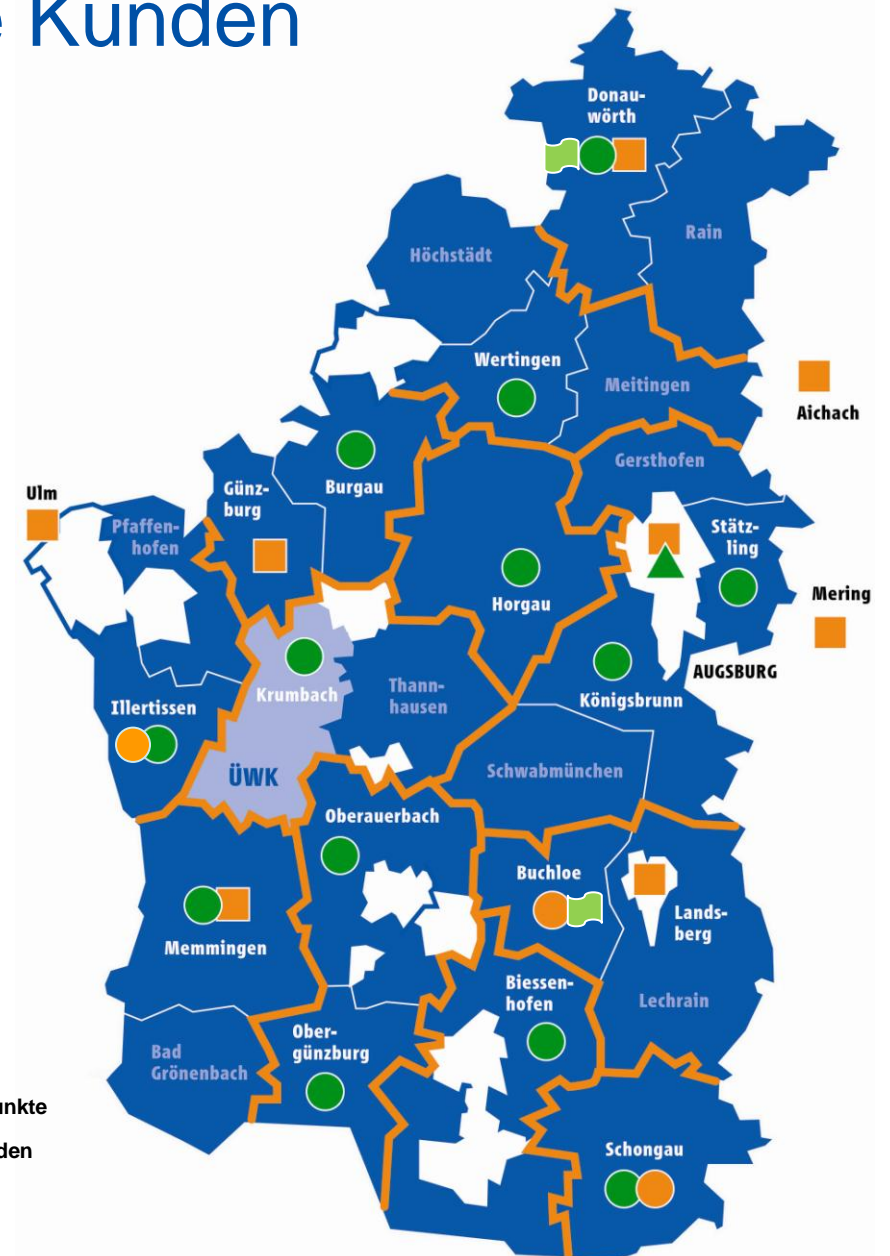 e Kunden
Donau-
wörth
Rain
Höchstädt
Wertingen
Meitingen
Aichach
Gersthofen
Burgau
Günz-
burg
Ulm
Pfaffen-
hofen
Stätz-
ling
Horgau
Mering
Krumbach
AUGSBURG
Thann-
hausen
Königsbrunn
Illertissen
Schwabmünchen
ÜWK
Oberauerbach
Buchloe
Lands-
berg
Memmingen
Biessen-
hofen
Lechrain
Ober-
günzburg
Bad
Grönenbach
unkte
den
Schongau